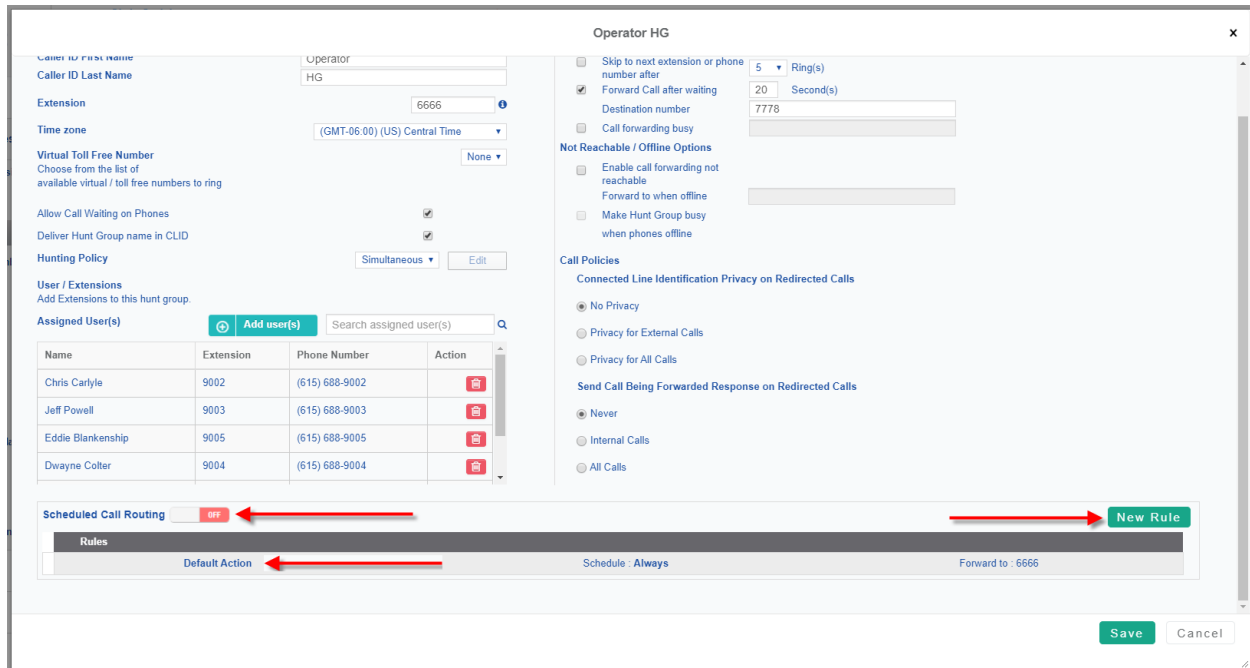 Operator HG
x
Caller ID First Name
Operator
Caller ID Last Name
HG
Extension
6666
Time zone
(GMT-06:00) (US) Central Time
Virtual Toll Free Number
None
Choose from the list of
available virtual / toll free numbers to ring
Allow Call Waiting on Phones
Deliver Hunt Group name in CLID
Hunting Policy
Simultaneous
Edit
User / Extensions
Add Extensions to this hunt group.
Assigned User(s)
Add user(s)
Search assigned user(s)
Name Extension Phone Number Action
Chris Carlyle 9002 (615) 688-9002
Jeff Powell 9003 (615) 688-9003
Eddie Blankenship 9005 (615) 688-9005
Dwayne Colter 9004 (615) 688-9004
Skip to next extension or phone
number after
5 Ring(s)
Forward Call after waiting
20 Second(s)
Destination number
7778
Call forwarding busy
Not Reachable / Offline Options
Enable call forwarding not
reachable
Forward to when offline
Make Hunt Group busy
when phones offline
Call Policies
Connected Line Identification Privacy on Redirected Calls
No Privacy
Privacy for External Calls
Privacy for All Calls
Send Call Being Forwarded Response on Redirected Calls
Never
Internal Calls
All Calls
Scheduled Call Routing
OFF
New Rule
Rules
Default Action Schedule : Always Forward to : 6666
Save
Cancel